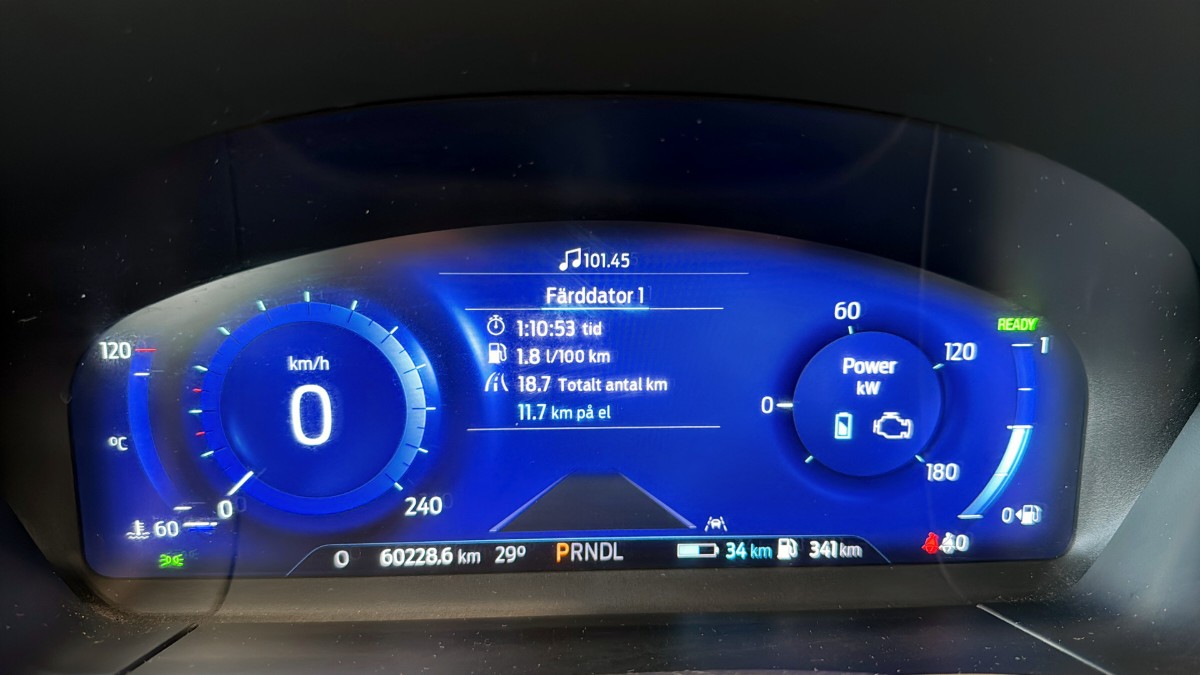 101.45
Färddator 1
1:10:53 tid
1.8 l/100 km
18.7 Totalt antal km
11.7 km på el
120
°C
60
km/h
0
0
240
60
0
120
180
Power
kW
READY
1
0
0
0
60228.6 km
29°
PRNDL
34 km
341 km